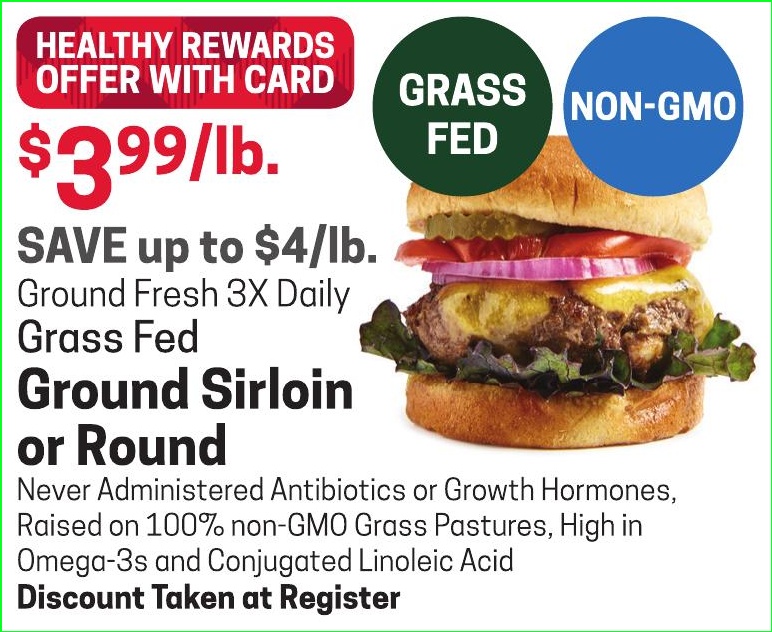 HEALTHY REWARDS
OFFER WITH CARD
GRASS
FED
NON-GMO
$399/lb.
SAVE up to $4/lb.
Ground Fresh 3X Daily
Grass Fed
Ground Sirloin
or Round
Never Administered Antibiotics or Growth Hormones,
Raised on 100% non-GMO Grass Pastures, High in
Omega-3s and Conjugated Linoleic Acid
Discount Taken at Register